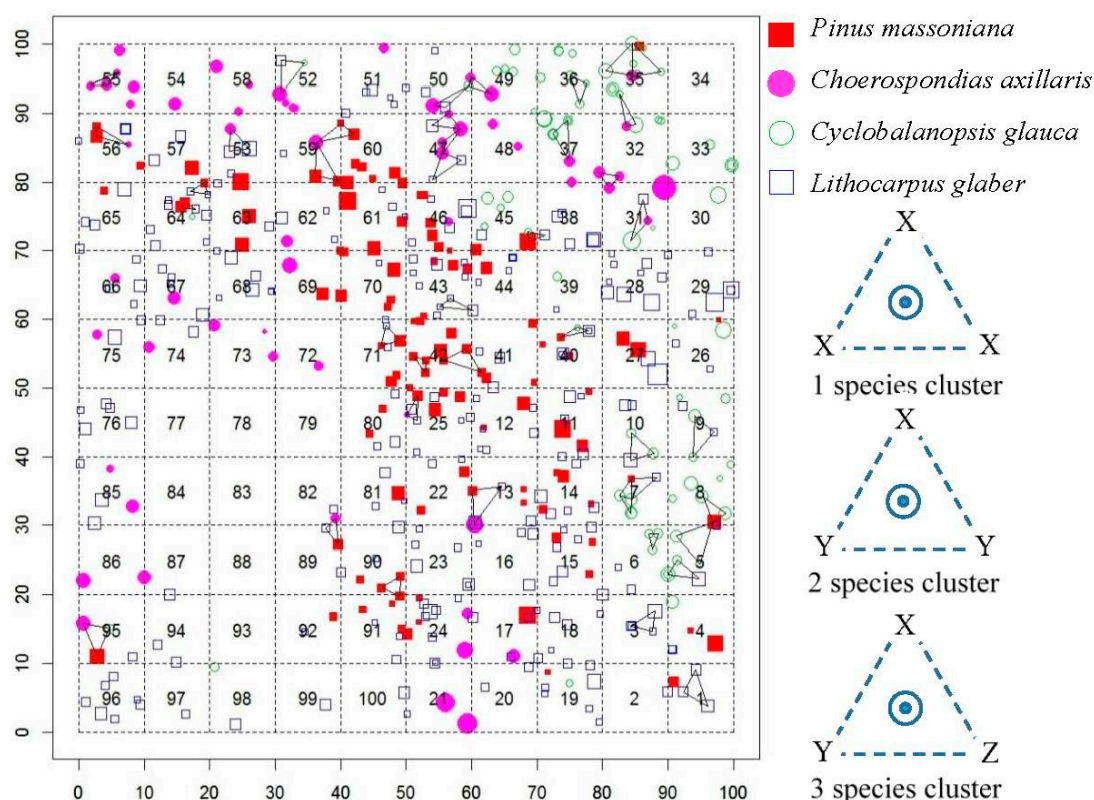 100
90
80
70
60
50
40
30
20
10
0
55 54 58 52 51 50 49 36 35 34
56 57 53 59 60 47 48 37 32 33
65 64 63 62 61 46 45 38 31 30
66 67 68 69 70 43 44 39 28 29
75 74 73 72 71 42 41 40 27 26
76 77 78 79 80 25 12 11 10 9
85 84 83 82 81 22 13 14 7 8
86 87 88 89 90 23 16 15 6 5
95 94 93 92 91 24 17 18 3 4
96 97 98 99 100 21 20 19 2 1
0 10 20 30 40 50 60 70 80 90 100
Pinus massoniana
Choerospondias axillaris
Cyclobalanopsis glauca
Lithocarpus glaber
X
X X
1 species cluster
X
Y Y
2 species cluster
X
Y Z
3 species cluster